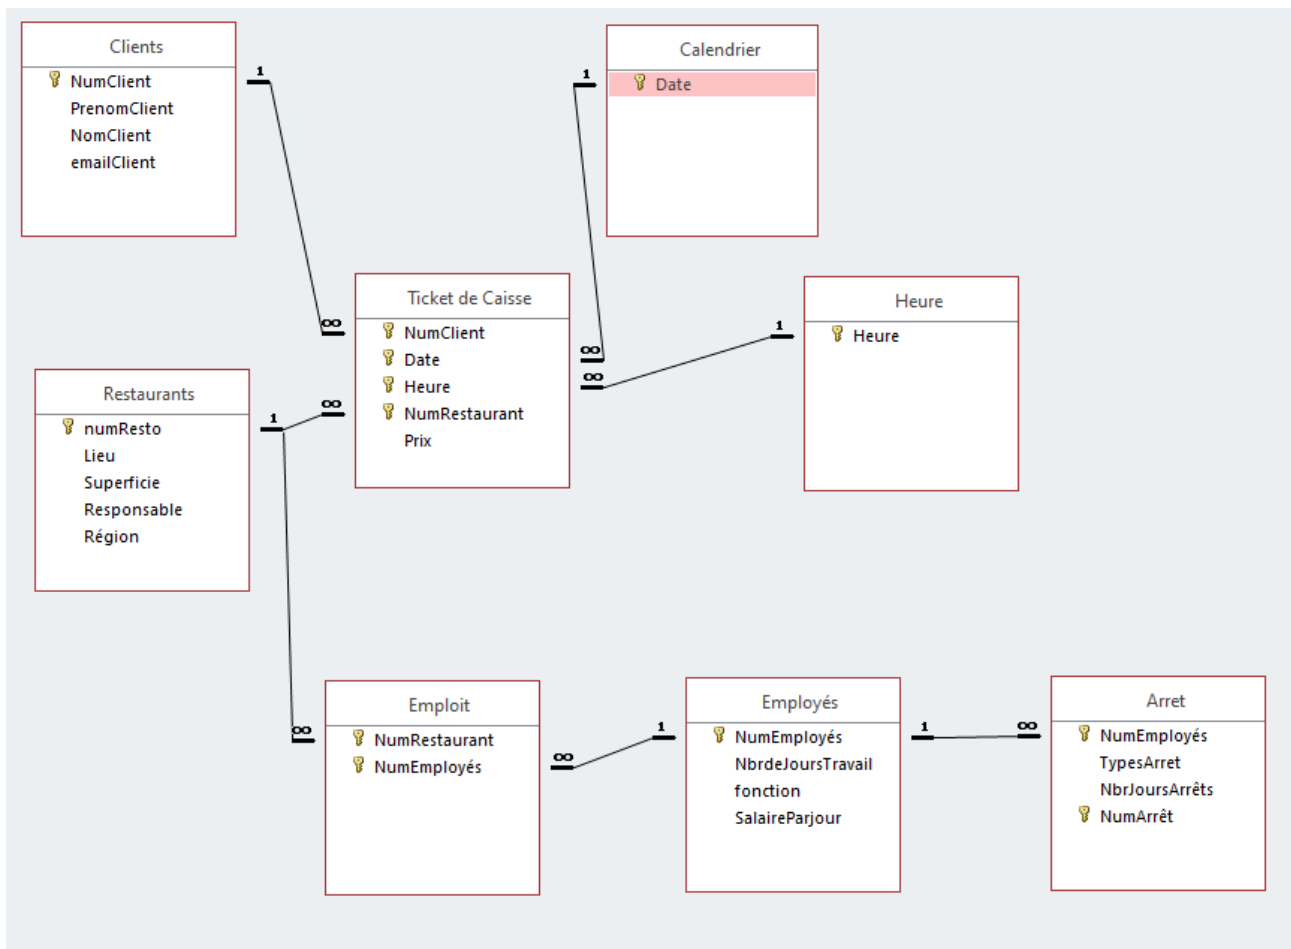 Clients
NumClient
PrenomClient
NomClient
emailClient
1
∞
Calendrier
Date
1
∞
Ticket de Caisse
NumClient
Date
Heure
NumRestaurant
Prix
Heure
Heure
1
∞
Restaurants
numResto
Lieu
Superficie
Responsable
Région
1
∞
∞
Emploit
NumRestaurant
NumEmployés
∞
1
Employés
NumEmployés
NbrdeJoursTravail
fonction
SalaireParjour
1
∞
Arret
NumEmployés
TypesArret
NbrJoursArrêts
NumArrêt